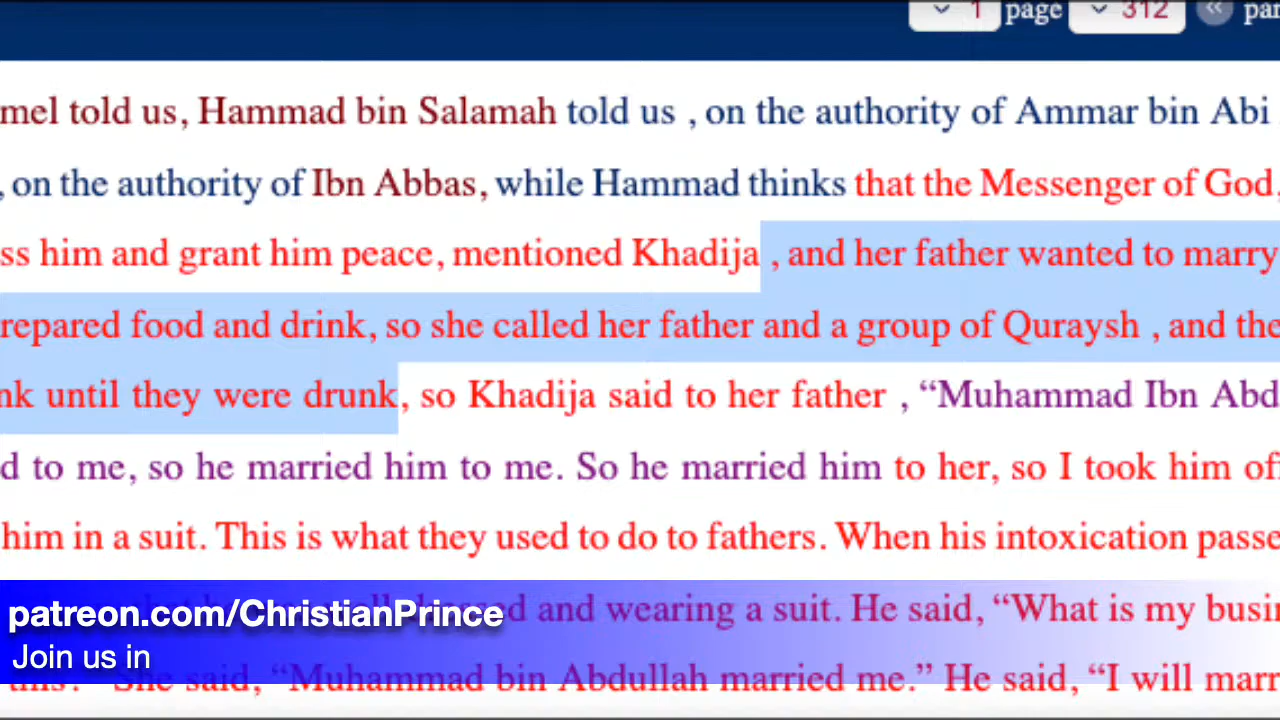 1 page 312
mel told us, Hammad bin Salamah told us , on the authority of Ammar bin Abi
, on the authority of Ibn Abbas, while Hammad thinks that the Messenger of God,
ss him and grant him peace, mentioned Khadija , and her father wanted to marry
repared food and drink, so she called her father and a group of Quraysh , and the
nk until they were drunk, so Khadija said to her father , “Muhammad Ibn Abd
d to me, so he married him to me. So he married him to her, so I took him of
him in a suit. This is what they used to do to fathers. When his intoxication passe
and wearing a suit. He said, “What is my busi
patreon.com/ChristianPrince
Join us in
She said, “Muhammad bin Abdullah married me.” He said, “I will marr